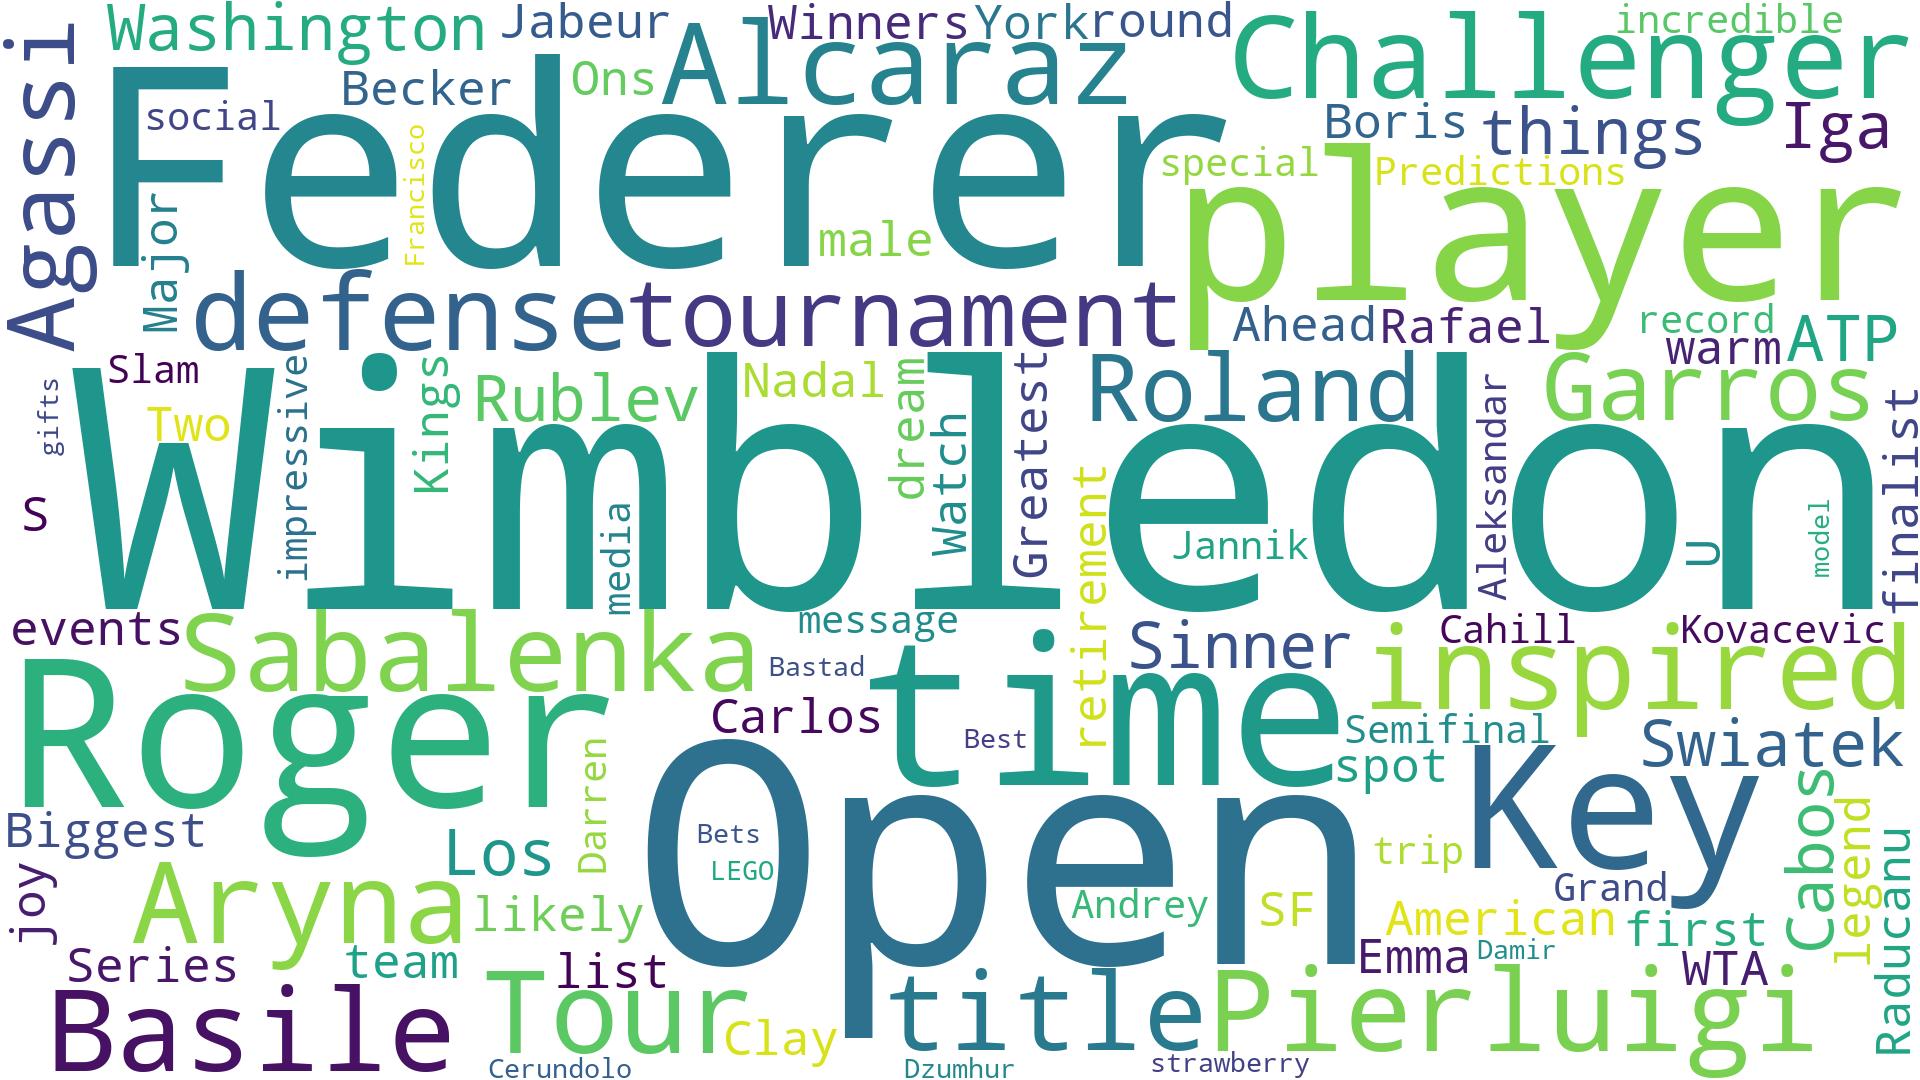 Washington
Jabeur
Winners
York
round
incredible
Agassi
Federer
Becker
Ons
Alcaraz
Challenger
social
Francisco
Boris
things
Iga
special
Predictions
player
Major
male
defense
tournament
Ahead
Rafael
record
warm
ATP
Slam
gifts
Two
impressive
Kings
Rublev
Nadal
dream
Watch
Greatest
Roland
Garros
Aleksandar
finalist
Wimbledon
S
media
retirement
Jannik
U
model
events
Sabalenka
message
Sinner
Cahill
Kovacevic
inspired
Roger
Bastad
time
Carlos
Best
Semifinal
spot
Swiatek
Key
Darren
Biggest
Los
Open
Bets
LEGO
trip
Cabos
legend
Raducanu
Grand
joy
Aryna
likely
Andrey
SF
American
first
Series
team
list
Emma
Damir
WTA
Basile
Tour
Clay
title
Pierluigi
Cerundolo
Dzumhur
strawberry